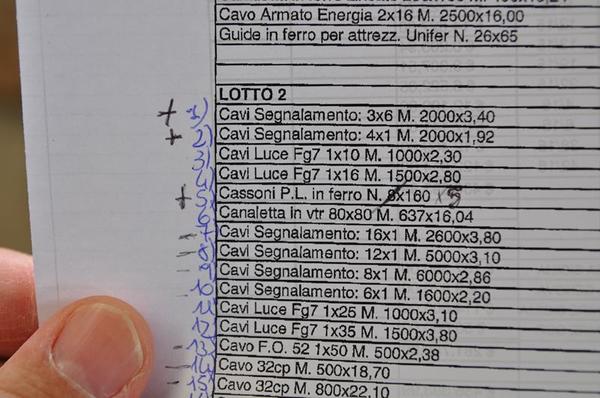 Cavo Armato Energia 2x16 M. 2500x16,00
Guide in ferro per attrezz. Unifer N. 26x65
LOTTO 2
+ 1) Cavi Segnalamento: 3x6 M. 2000x3,40
+ 2) Cavi Segnalamento: 4x1 M. 2000x1,92
3) Cavi Luce Fg7 1x10 M. 1000x2,30
4) Cavi Luce Fg7 1x16 M. 1500x2,80
+ 5) Cassoni P.L. in ferro N. 8x160 x5
6 Canaletta in vtr 80x80 M. 637x16,04
- 7 Cavi Segnalamento: 16x1 M. 2600x3,80
- 8 Cavi Segnalamento: 12x1 M. 5000x3,10
- 9 Cavi Segnalamento: 8x1 M. 6000x2,86
- 10 Cavi Segnalamento: 6x1 M. 1600x2,20
11 Cavi Luce Fg7 1x25 M. 1000x3,10
12 Cavi Luce Fg7 1x35 M. 1500x3,80
- 13) Cavo F.O. 52 1x50 M. 500x2,38
- 14) Cavo 32cp M. 500x18,70
- 15) Cavo 32cp M. 800x22,10